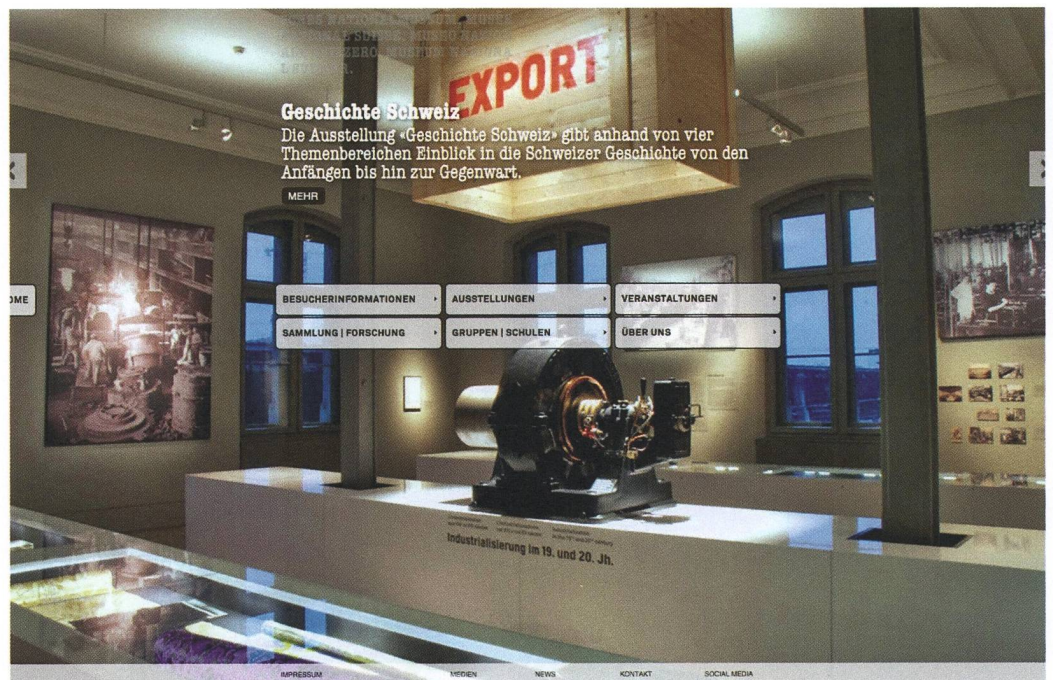 EXPORT
Geschichte Schweiz
Die Ausstellung «Geschichte Schweiz» gibt anhand von vier
Themenbereichen Einblick in die Schweizer Geschichte von den
Anfängen bis hin zur Gegenwart.
MEHR
OME
BESUCHERINFORMATIONEN
AUSSTELLUNGEN
VERANSTALTUNGEN
SAMMLUNG | FORSCHUNG
GRUPPEN | SCHULEN
ÜBER UNS
Industrialisierung im 19. und 20. Jh.
IMPRESSUM
MEDIEN
NEWS
KONTAKT
SOCIAL MEDIA